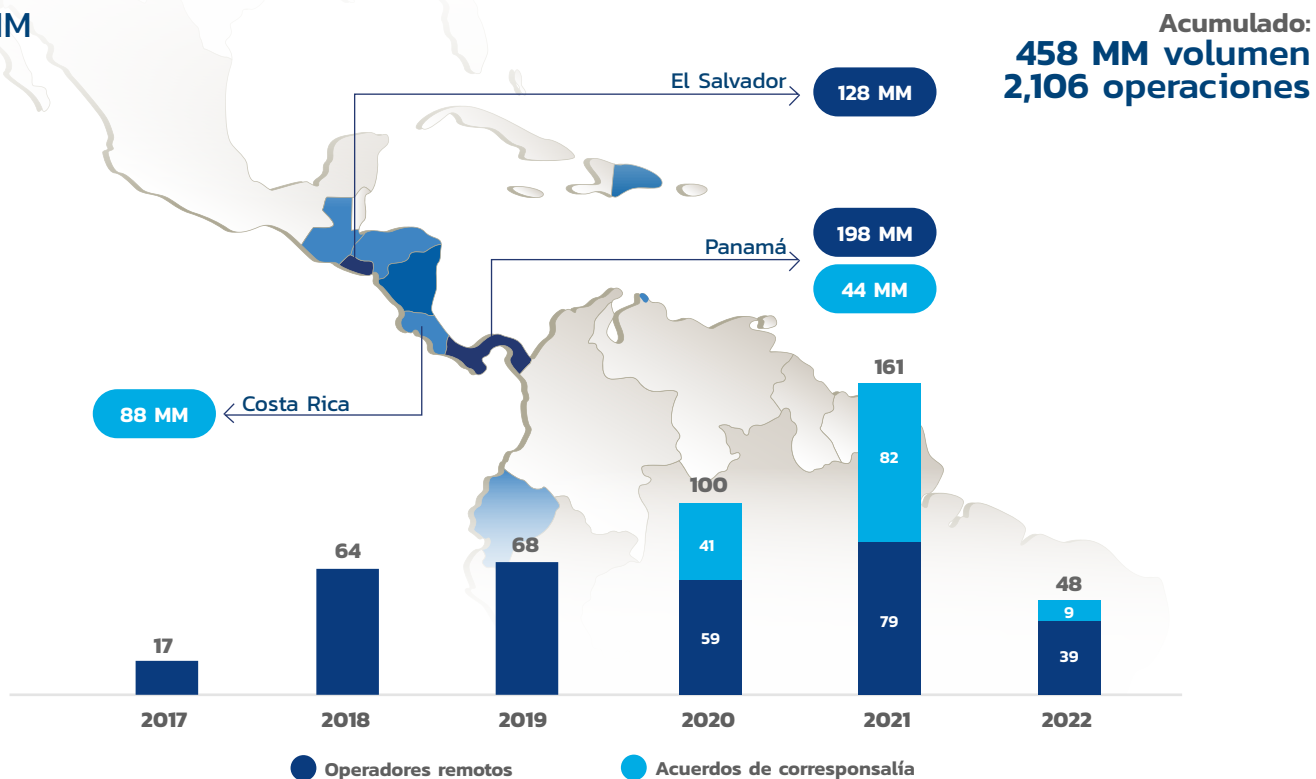 Acumulado:
458 MM volumen
2,106 operaciones
El Salvador
128 MM
Panamá
198 MM
44 MM
Costa Rica
88 MM
161
82
79
100
41
59
68
64
17
48
9
39
2017
2018
2019
2020
2021
2022
Operadores remotos
Acuerdos de corresponsalía